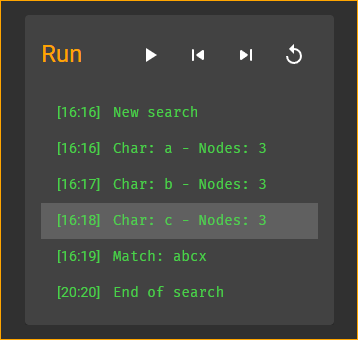 Run
[16:16] New search
[16:16] Char: a - Nodes: 3
[16:17] Char: b - Nodes: 3
[16:18] Char: c - Nodes: 3
[16:19] Match: abcx
[20:20] End of search